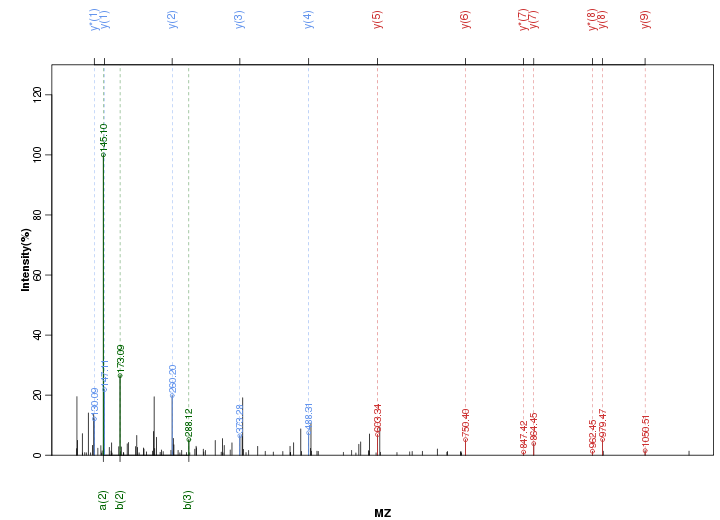 y*(1)
y(1)
y(2)
y(3)
y(4)
y(5)
y(6)
y*(7)
y(7)
y*(8)
y(8)
y(9)
Intensity(%)
120
100
80
60
40
20
0
130.09
145.10
147.11
173.09
260.20
288.12
373.28
488.31
603.34
750.40
847.42
864.45
962.45
979.47
1050.51
a(2)
b(2)
b(3)
MZ